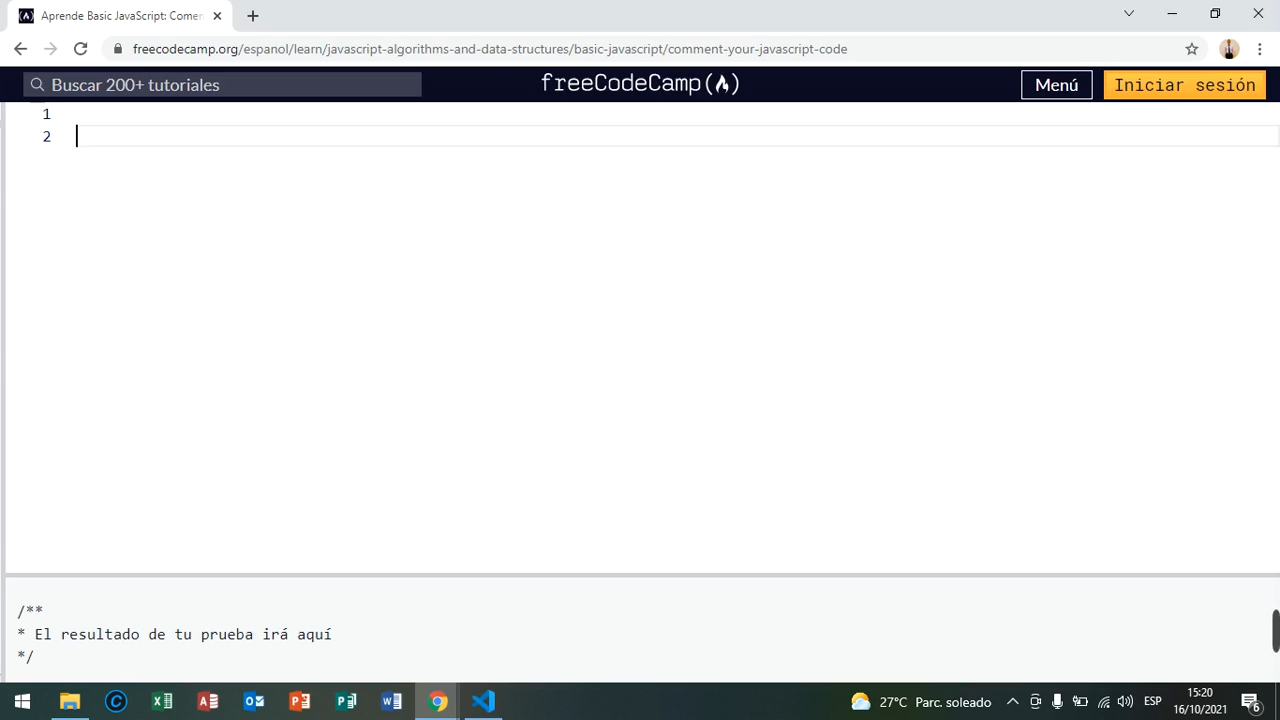 Aprende Basic JavaScript: Comen
freecodecamp.org/espanol/learn/javascript-algorithms-and-data-structures/basic-javascript/comment-your-javascript-code
Buscar 200+ tutoriales
freeCodeCamp
Menú
Iniciar sesión
1
2
/**
* El resultado de tu prueba irá aquí
*/
27°C Parc. soleado
ESP
15:20
16/10/2021
6